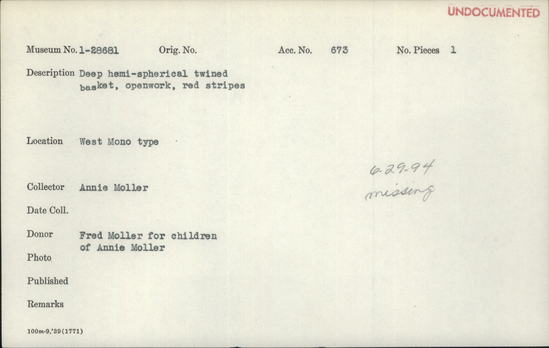 UNDOCUMENTED
Museum No. 1-28681 Orig. No. Acc. No. 673 No. Pieces 1
Description Deep hemi-spherical twined
basket, openwork, red stripes
Location West Mono type
6-29-94
missing
Collector Annie Moller
Date Coll.
Donor Fred Moller for children
of Annie Moller
Photo
Published
Remarks
100m-9,'39(1771)